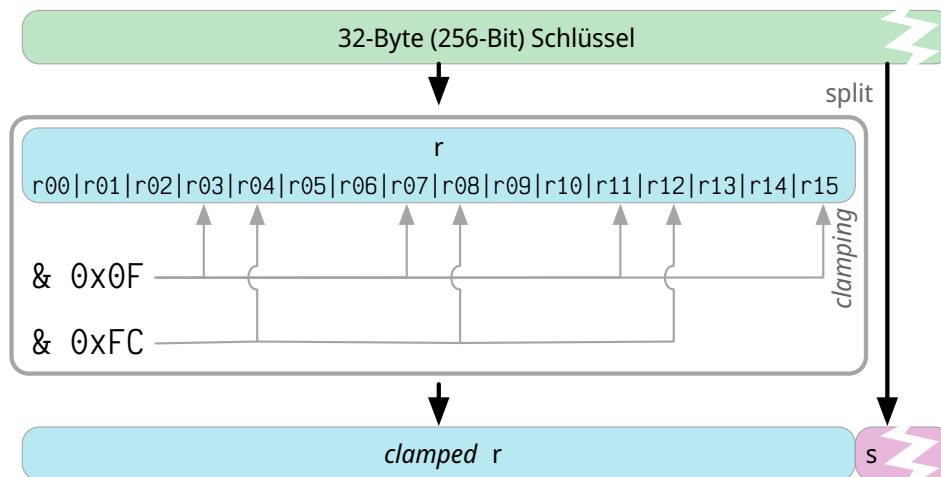 32-Byte (256-Bit) Schlüssel
split
r
r00|r01|r02|r03|r04|r05|r06|r07|r08|r09|r10|r11|r12|r13|r14|r15
clamping
& 0x0F
& 0xFC
clamped r
s